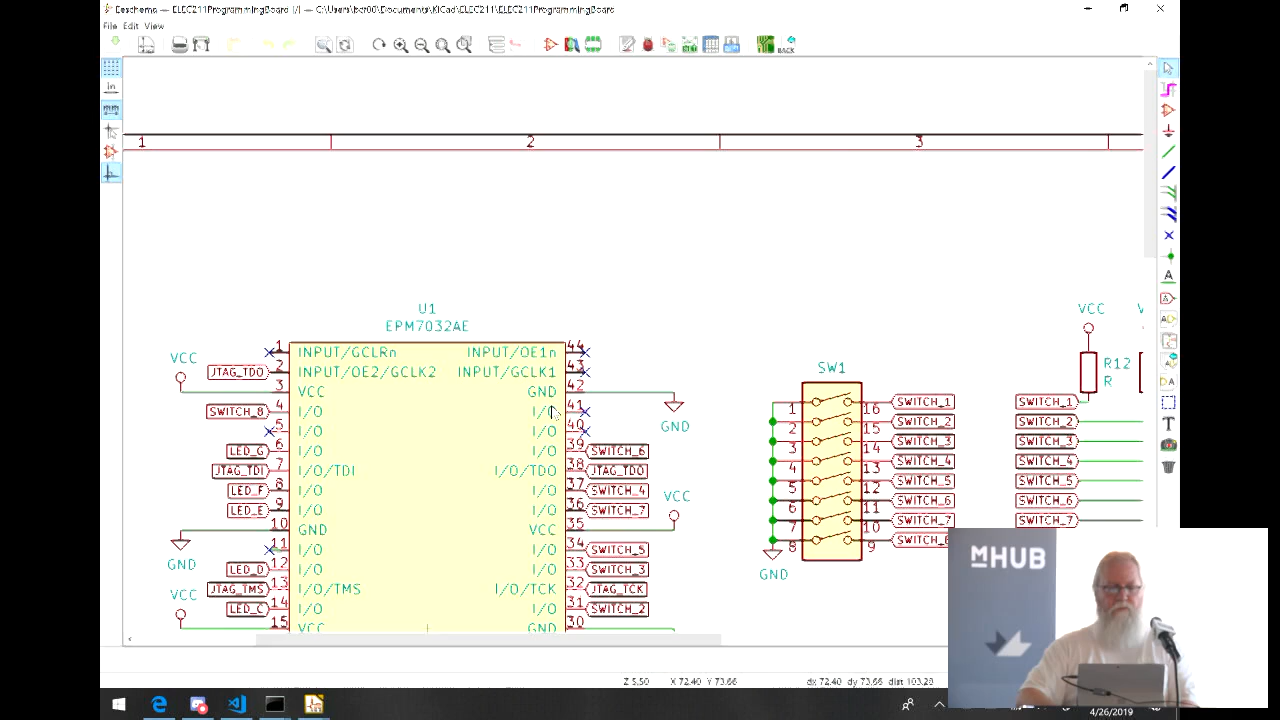 Eeschema — ELEC211ProgrammingBoard [/] — C:\Users\bcr00\Documents\KiCad\ELEC211\ELEC211ProgrammingBoard
File Edit View
BACK
in
1 2 3
U1
EPM7032AE
1 INPUT/GCLRn INPUT/OE1n 44
VCC JTAG_TDO 2 INPUT/OE2/GCLK2 INPUT/GCLK1 43
3 VCC GND 42
GND
SWITCH_8 4 I/O I/O 41
5 I/O I/O 40
LED_G 6 I/O I/O 39 SWITCH_6
JTAG_TDI 7 I/O/TDI I/O/TDO 38 JTAG_TDO
LED_F 8 I/O I/O 37 SWITCH_4
VCC
LED_E 9 I/O I/O 36 SWITCH_7
10 GND VCC 35
GND
11 I/O I/O 34 SWITCH_5
LED_D 12 I/O I/O 33 SWITCH_3
JTAG_TMS 13 I/O/TMS I/O/TCK 32 JTAG_TCK
VCC
LED_C 14 I/O I/O 31 SWITCH_2
15 VCC GND 30
SW1
1 16 SWITCH_1
2 15 SWITCH_2
3 14 SWITCH_3
4 13 SWITCH_4
5 12 SWITCH_5
6 11 SWITCH_6
7 10 SWITCH_7
8 9
GND
VCC
R12
R
SWITCH_1
SWITCH_2
SWITCH_3
SWITCH_4
SWITCH_5
SWITCH_6
SWITCH_7
MHUB
Z 5.50 X 72.40 Y 73.66 dx 72.40 dy 73.66 dist 103.28
4/26/2019